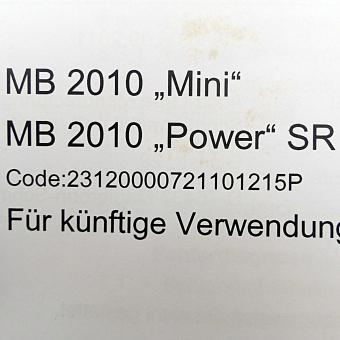 MB 2010 „Mini“
MB 2010 „Power“ SR
Code:23120000721101215P
Für künftige Verwendung